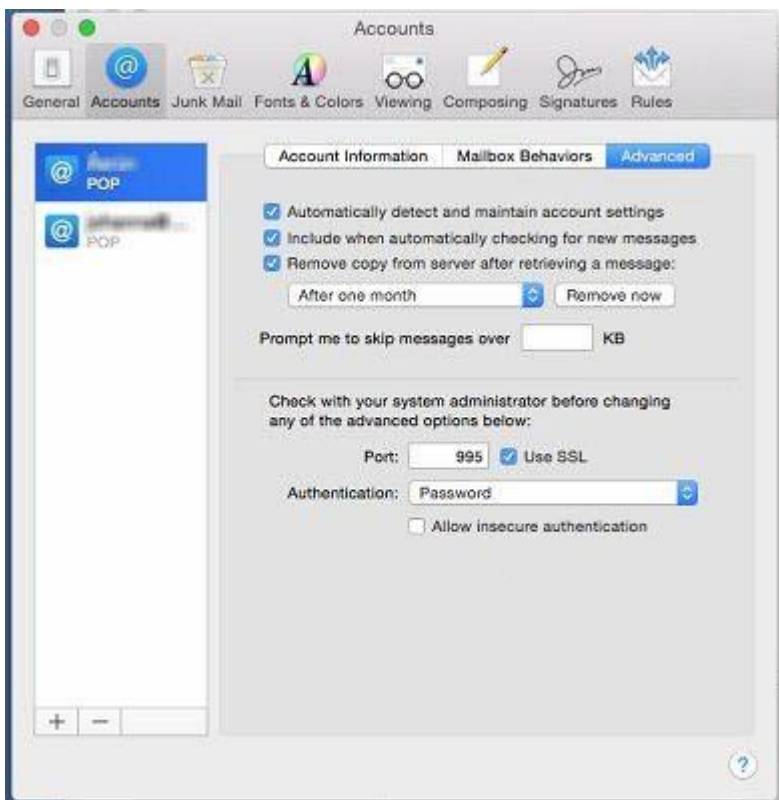 Accounts
General Accounts Junk Mail Fonts & Colors Viewing Composing Signatures Rules
Account Information Mailbox Behaviors Advanced
POP
POP
Automatically detect and maintain account settings
Include when automatically checking for new messages
Remove copy from server after retrieving a message:
After one month Remove now
Prompt me to skip messages over KB
Check with your system administrator before changing
any of the advanced options below:
Port: 995 Use SSL
Authentication: Password
Allow insecure authentication
+ −
?